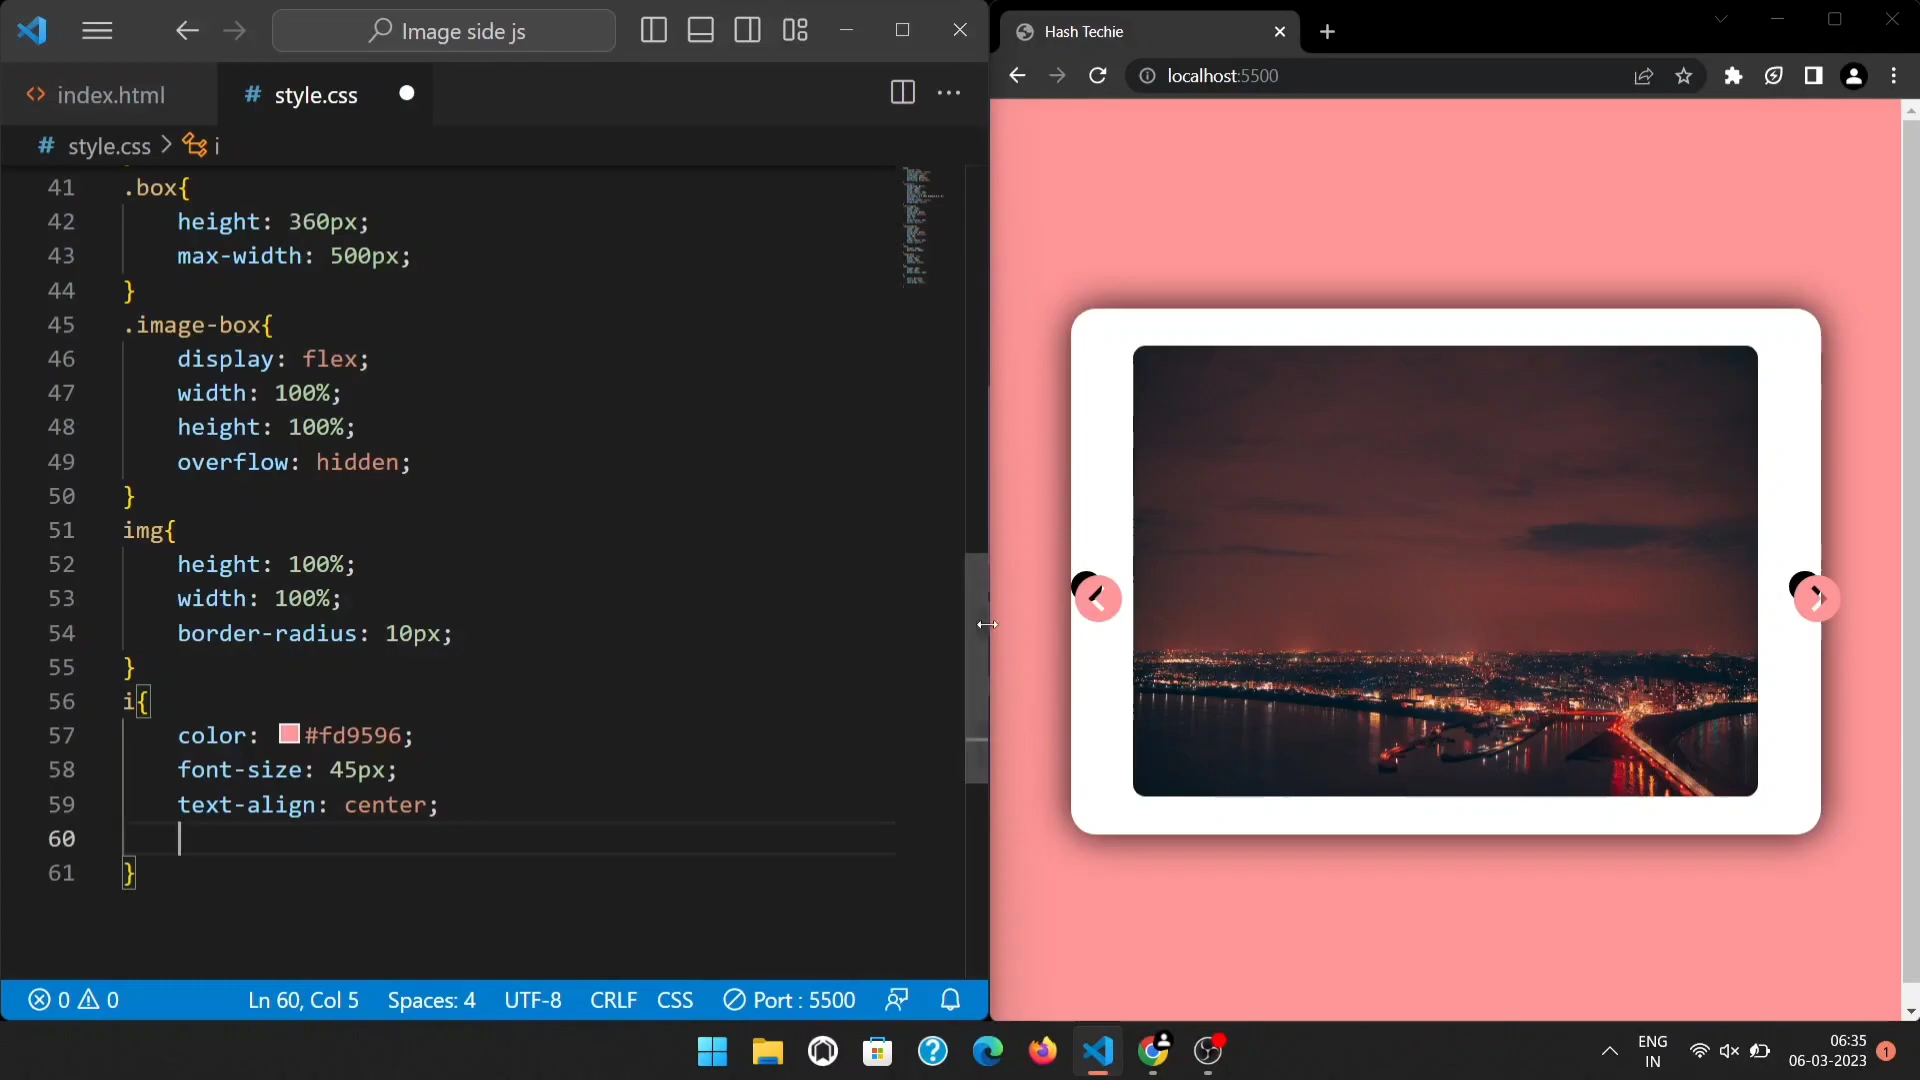 Image side js
index.html
# style.css
# style.css > i
41 .box{
42 height: 360px;
43 max-width: 500px;
44 }
45 .image-box{
46 display: flex;
47 width: 100%;
48 height: 100%;
49 overflow: hidden;
50 }
51 img{
52 height: 100%;
53 width: 100%;
54 border-radius: 10px;
55 }
56 i{
57 color: #fd9596;
58 font-size: 45px;
59 text-align: center;
60
61 }
0 0 Ln 60, Col 5 Spaces: 4 UTF-8 CRLF CSS Port : 5500
Hash Techie
localhost:5500
ENG
IN
06:35
06-03-2023
1